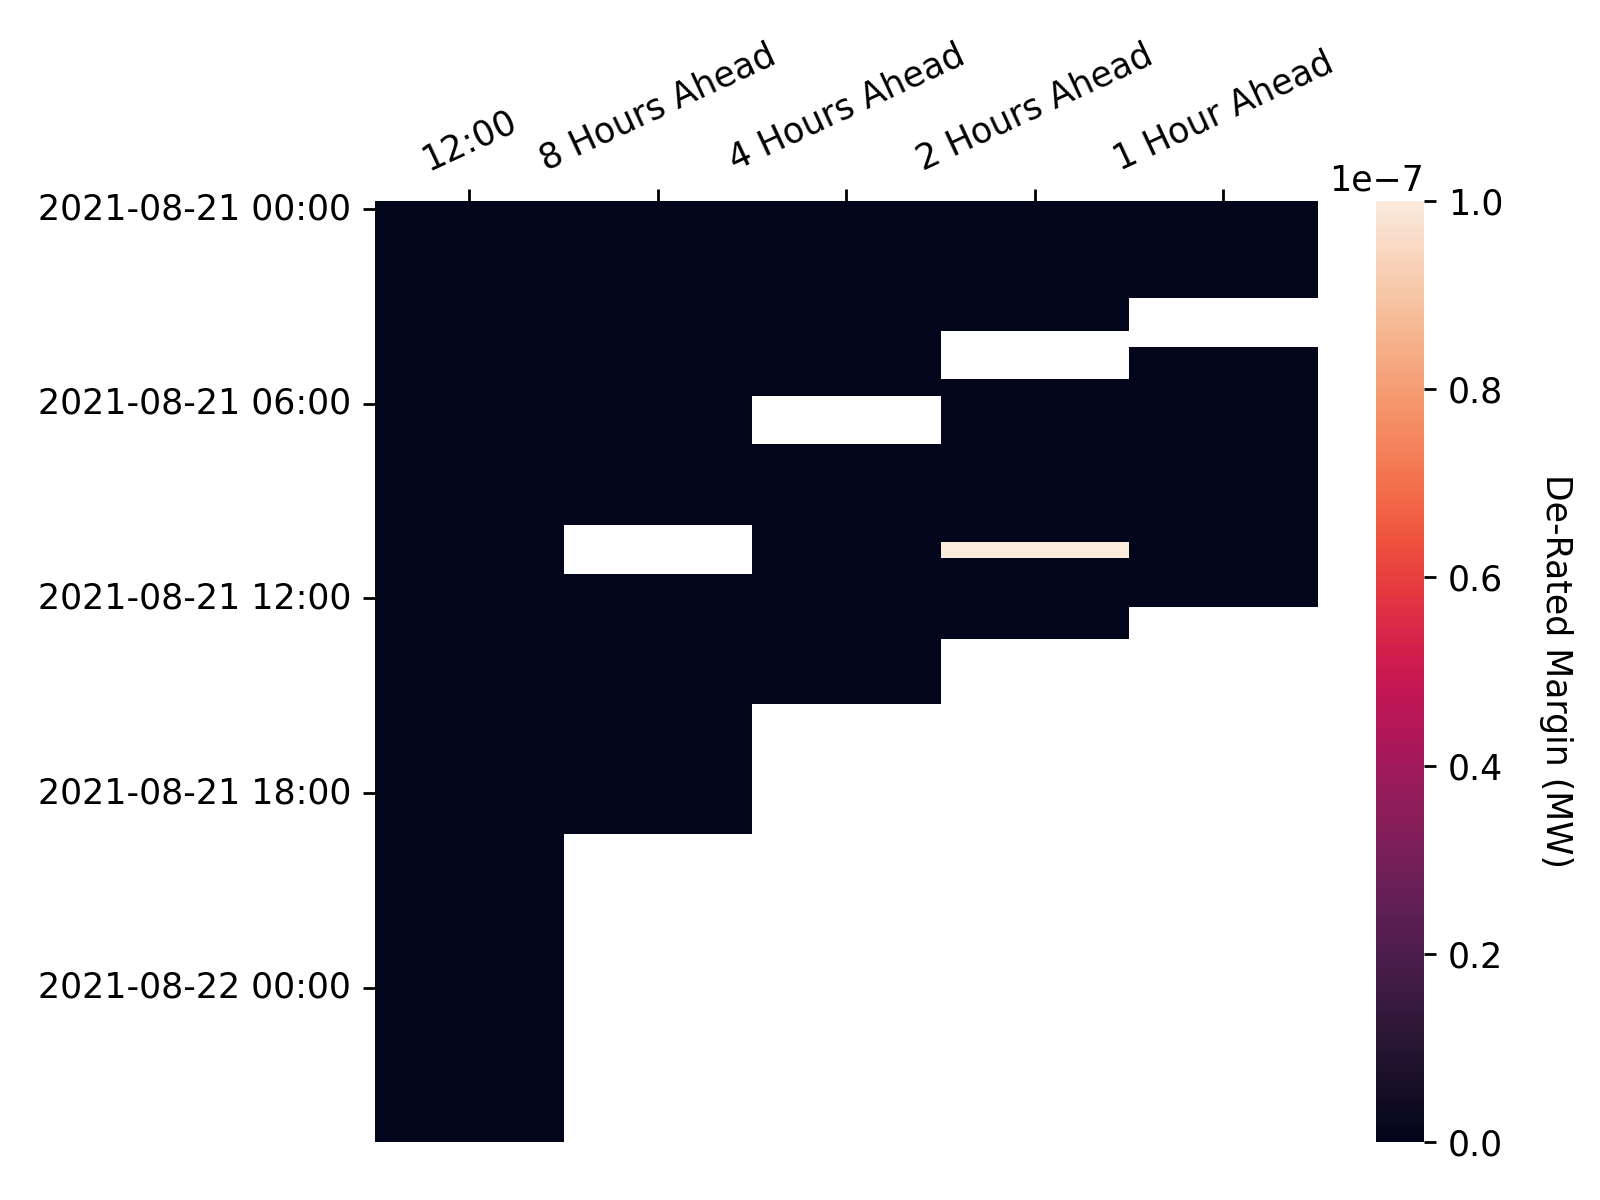 12:00
8 Hours Ahead
4 Hours Ahead
2 Hours Ahead
1 Hour Ahead
2021-08-21 00:00
2021-08-21 06:00
2021-08-21 12:00
2021-08-21 18:00
2021-08-22 00:00
1e−7
1.0
0.8
0.6
0.4
0.2
0.0
De-Rated Margin (MW)